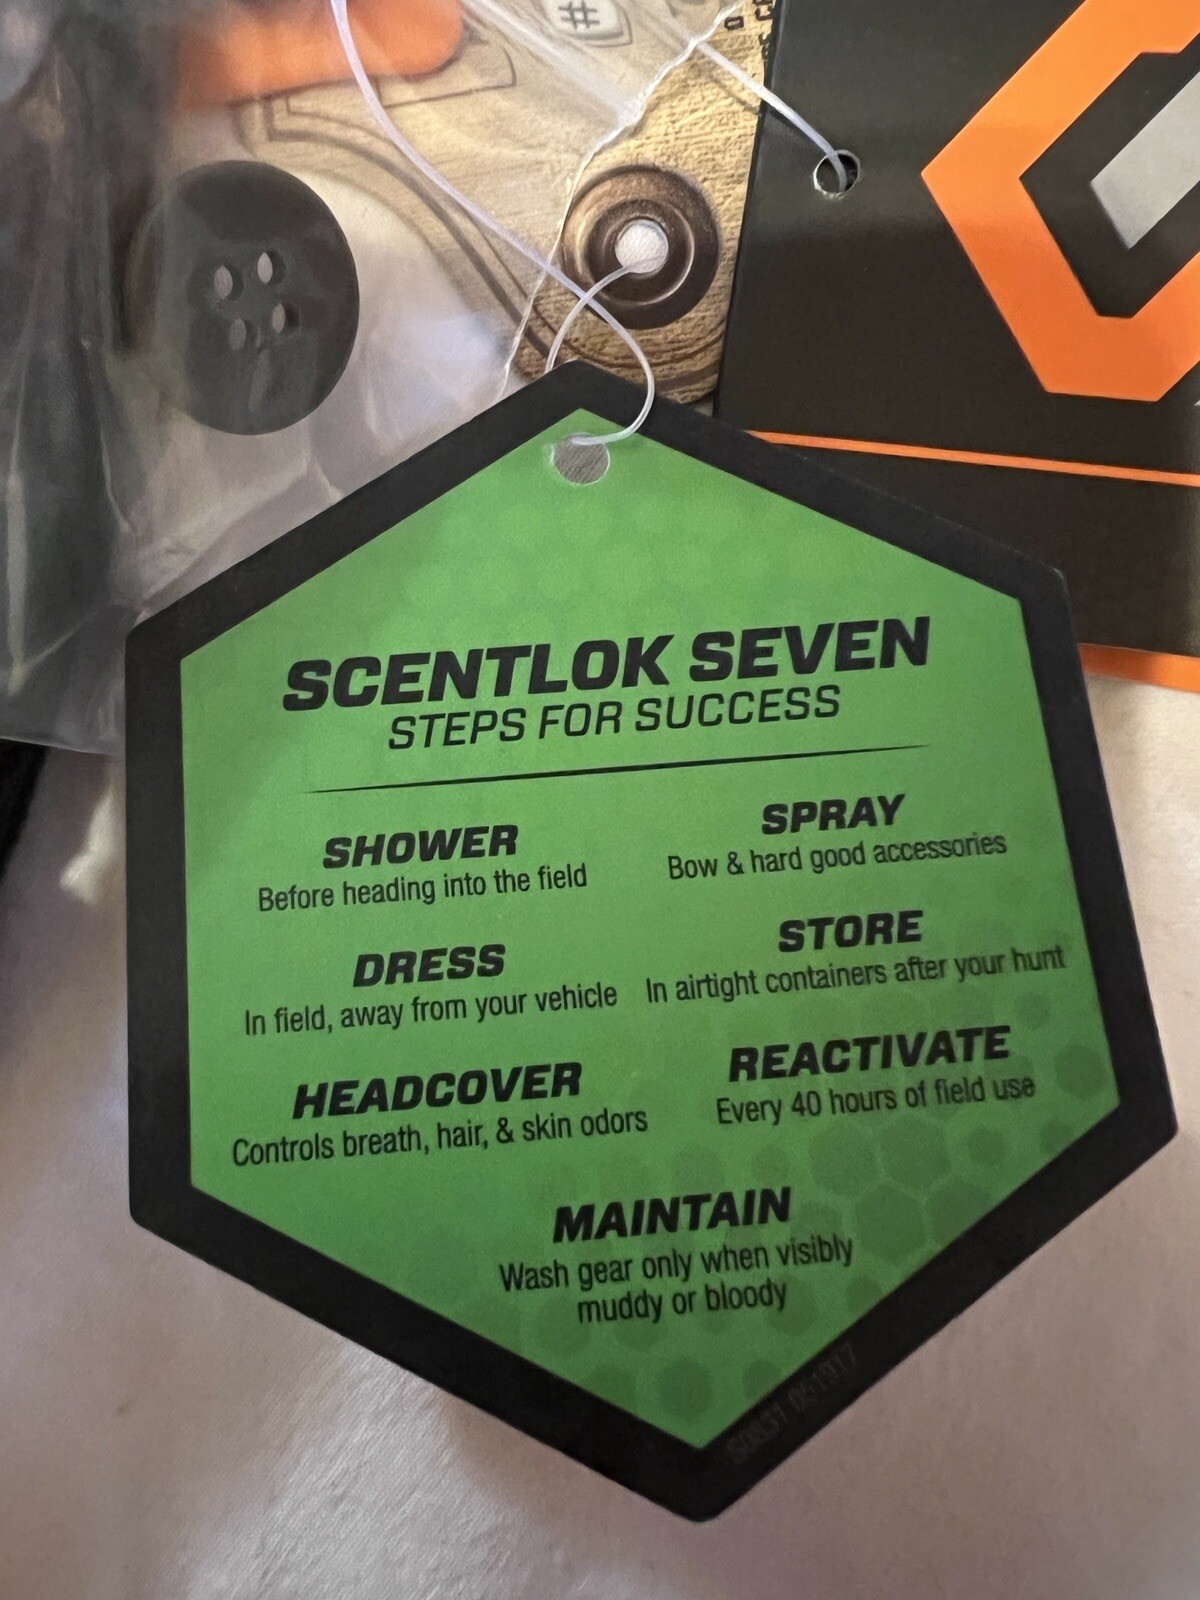 #
SCENTLOK SEVEN
STEPS FOR SUCCESS
SHOWER
Before heading into the field
DRESS
In field, away from your vehicle
HEADCOVER
Controls breath, hair, & skin odors
SPRAY
Bow & hard good accessories
STORE
In airtight containers after your hunt
REACTIVATE
Every 40 hours of field use
MAINTAIN
Wash gear only when visibly
muddy or bloody